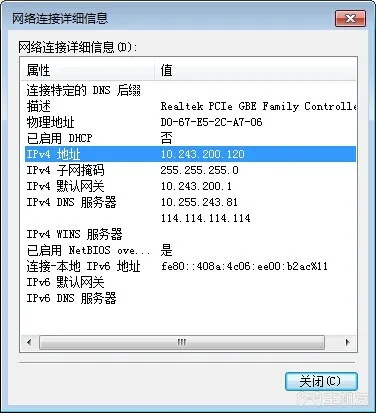 网络连接详细信息
网络连接详细信息(D):
属性 值
连接特定的 DNS 后缀
描述 Realtek PCIe GBE Family Controlle
物理地址 D0-67-E5-2C-A7-06
已启用 DHCP 否
IPv4 地址 10.243.200.120
IPv4 子网掩码 255.255.255.0
IPv4 默认网关 10.243.200.1
IPv4 DNS 服务器 10.255.243.81
114.114.114.114
IPv4 WINS 服务器
已启用 NetBIOS ove... 是
连接-本地 IPv6 地址 fe80::408a:4c06:ee00:b2ac%11
IPv6 默认网关
IPv6 DNS 服务器
关闭(C)